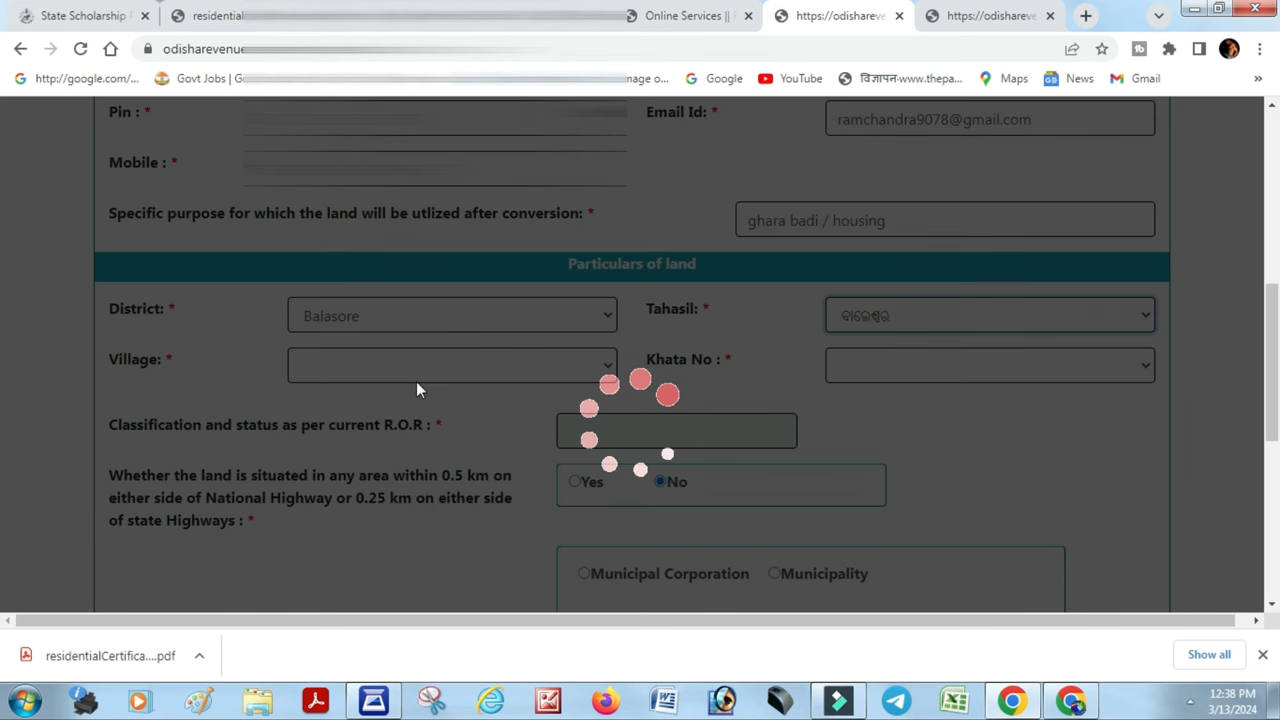 State Scholarship
residential
Online Services ||
https://odishareve
https://odishareve
odisharevenue
http://google.com/...
Govt Jobs | G
mage o...
Google
YouTube
विज्ञापन-www.thepa...
Maps
News
Gmail
»
Pin : *
Email Id: *
ramchandra9078@gmail.com
Mobile : *
Specific purpose for which the land will be utlized after conversion: *
ghara badi / housing
Particulars of land
District: *
Balasore
Tahasil: *
ବାଲେଶ୍ୱର
Village: *
Khata No : *
Classification and status as per current R.O.R : *
Whether the land is situated in any area within 0.5 km on
either side of National Highway or 0.25 km on either side
of state Highways : *
Yes
No
Municipal Corporation
Municipality
residentialCertifica....pdf
Show all
12:38 PM
3/13/2024